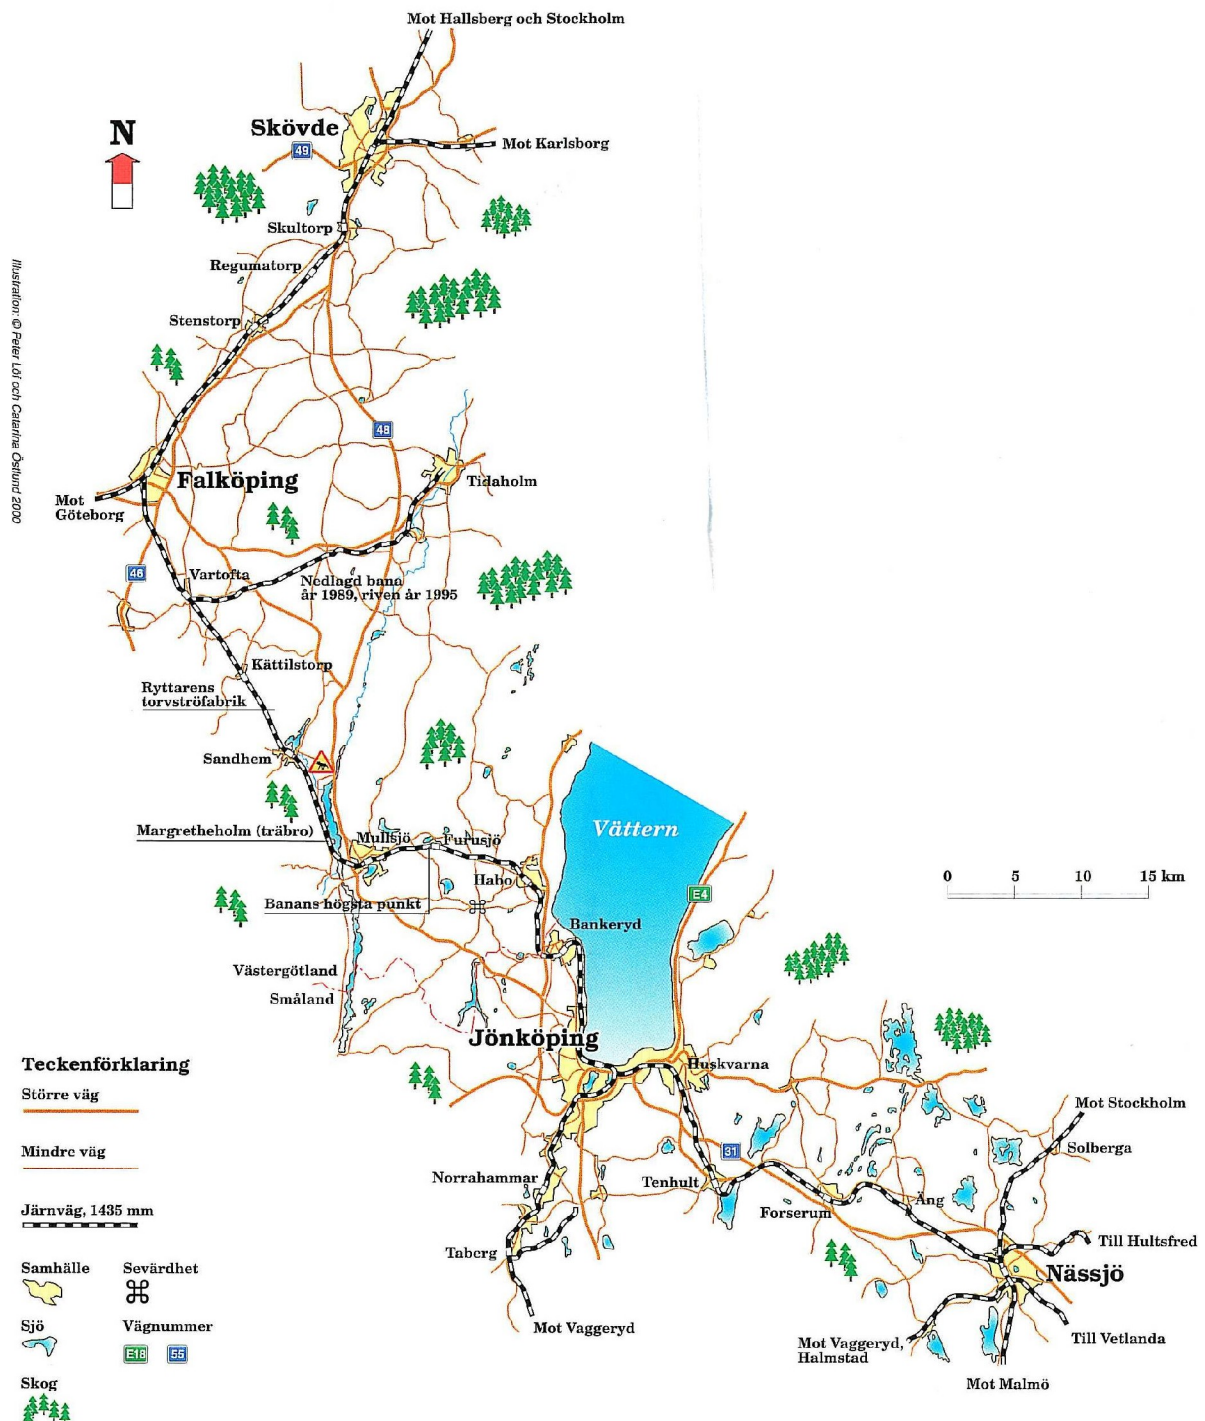 Mot Hallsberg och Stockholm
N
Skövde
49
Mot Karlsborg
Skultorp
Regumatorp
Stenstorp
Illustration: © Peter Löf och Catarina Östlund 2000
48
Falköping
Tidaholm
Mot
Göteborg
46
Vartofta
Nedlagd bana
år 1989, riven år 1995
Kättilstorp
Ryttarens
torvströfabrik
Sandhem
Margretheholm (träbro)
Mullsjö
Furusjö
Vättern
Habo
E4
0 5 10 15 km
Banans högsta punkt
Bankeryd
Västergötland
Småland
Jönköping
Huskvarna
Teckenförklaring
Större väg
Mindre väg
Järnväg, 1435 mm
Samhälle
Sevärdhet
Sjö
Vägnummer
E18
55
Skog
Mot Stockholm
Solberga
31
Norrahammar
Tenhult
Forserum
Äng
Taberg
Till Hultsfred
Nässjö
Mot Vaggeryd
Mot Vaggeryd,
Halmstad
Till Vetlanda
Mot Malmö